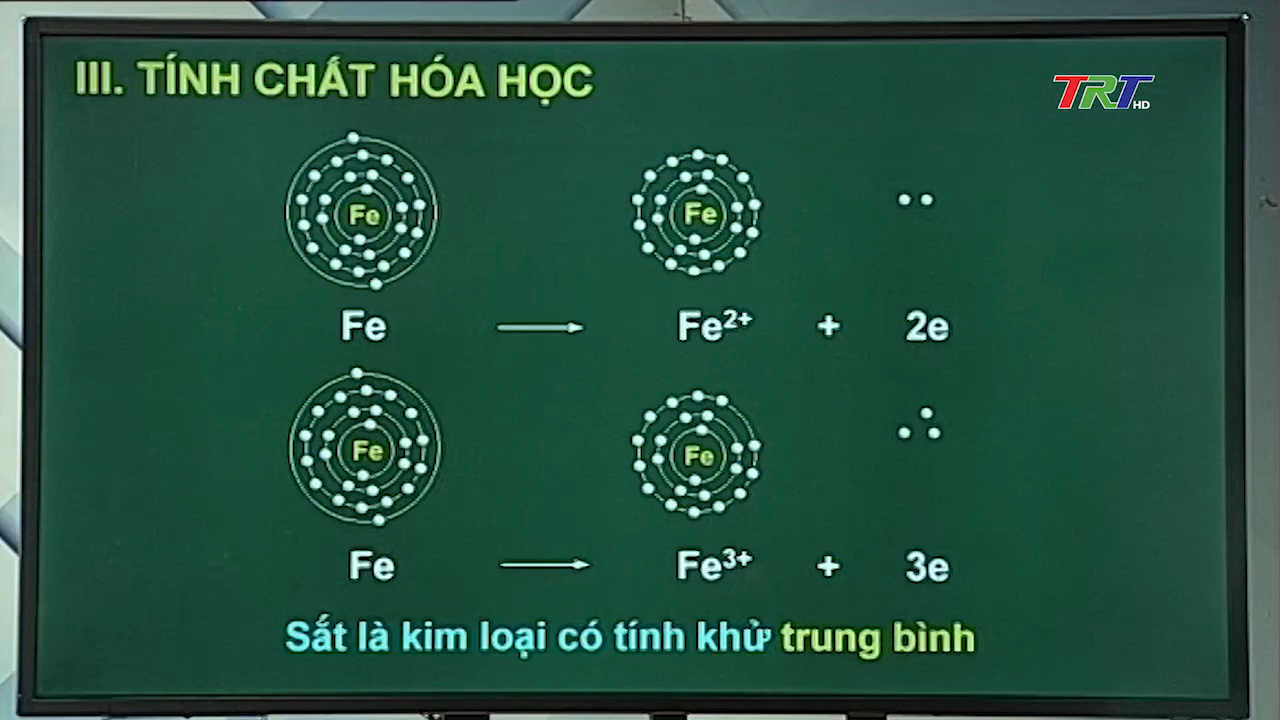 III. TÍNH CHẤT HÓA HỌC
TRT HD
Fe Fe
Fe → Fe²⁺ + 2e
Fe Fe
Fe → Fe³⁺ + 3e
Sắt là kim loại có tính khử trung bình